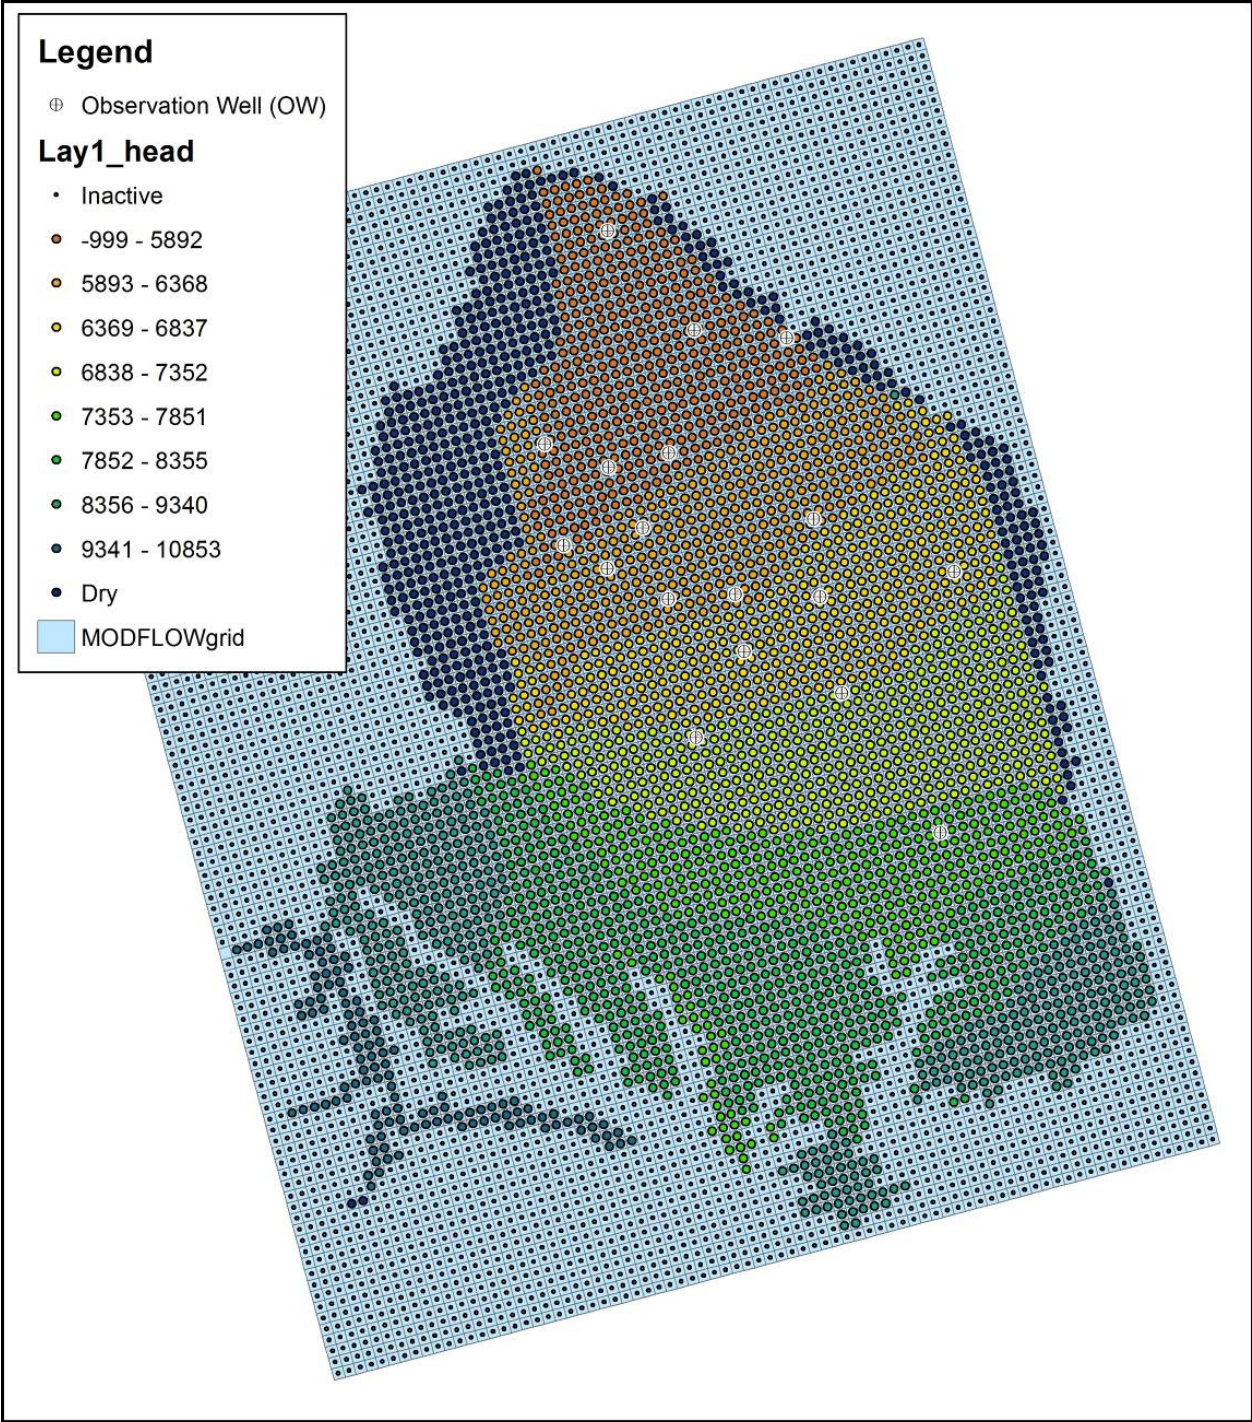 Legend
Observation Well (OW)
Lay1_head
Inactive
-999 - 5892
5893 - 6368
6369 - 6837
6838 - 7352
7353 - 7851
7852 - 8355
8356 - 9340
9341 - 10853
Dry
MODFLOWgrid